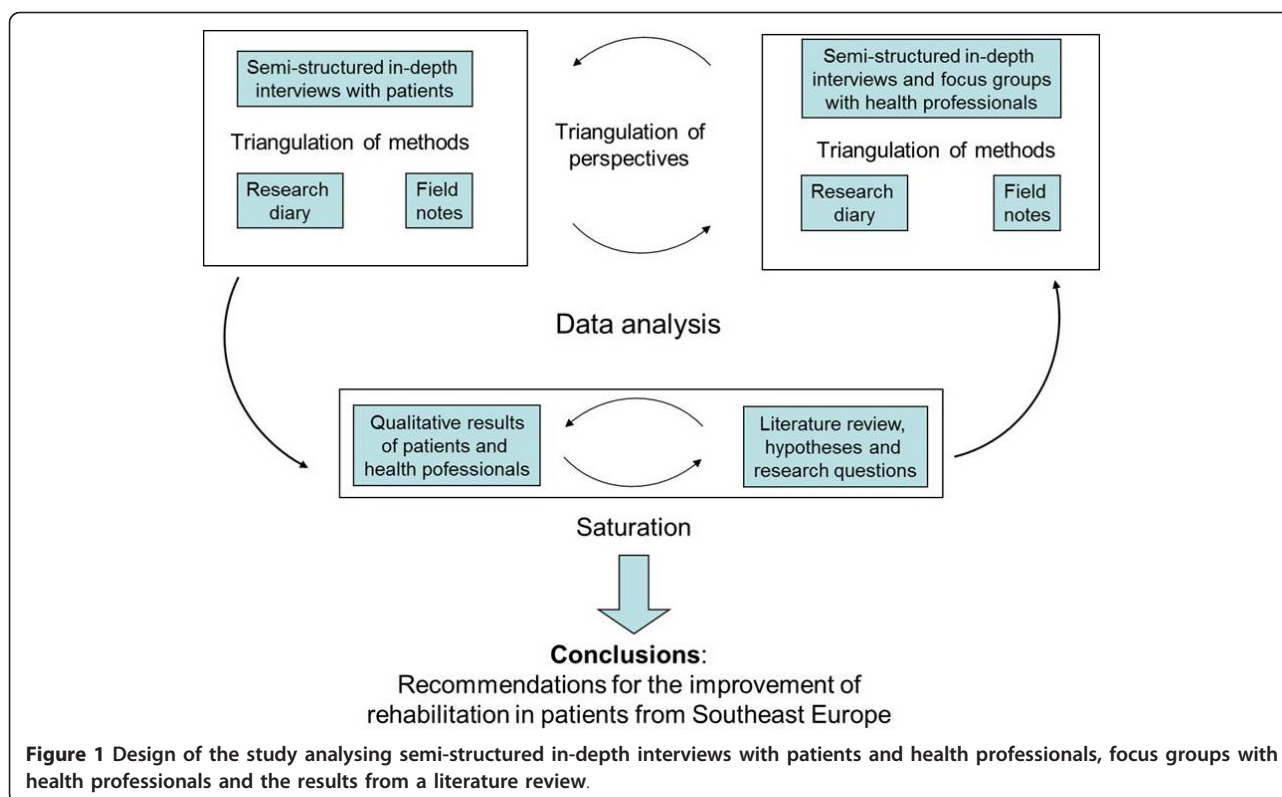 Semi-structured in-depth
interviews with patients
Triangulation of methods
Research
diary
Field
notes
Triangulation of
perspectives
Semi-structured in-depth
interviews and focus groups
with health professionals
Triangulation of methods
Research
diary
Field
notes
Data analysis
Qualitative results
of patients and
health pofessionals
Literature review,
hypotheses and
research questions
Saturation
Conclusions:
Recommendations for the improvement of
rehabilitation in patients from Southeast Europe
Figure 1 Design of the study analysing semi-structured in-depth interviews with patients and health professionals, focus groups with
health professionals and the results from a literature review.